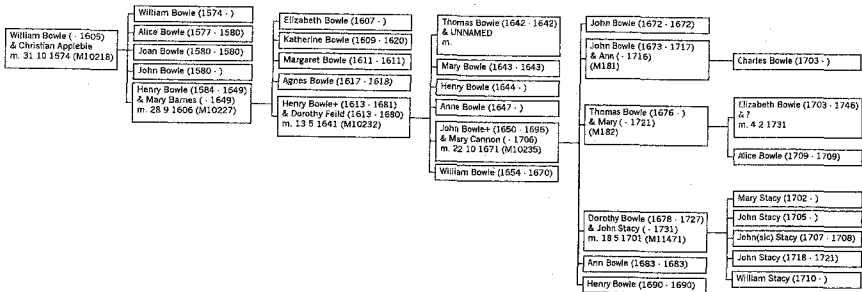 William Bowle ( - 1605)
& Christian Applebie
m. 31 10 1574 (M10218)
William Bowle (1574 - )
Alice Bowle (1577 - 1580)
Joan Bowle (1580 - 1580)
John Bowle (1580 - )
Henry Bowle (1584 - 1649)
& Mary Barnes ( - 1649)
m. 28 9 1606 (M10227)
Elizabeth Bowle (1607 - )
Katherine Bowle (1609 - 1620)
Margaret Bowle (1611 - 1611)
Agnes Bowle (1617 - 1618)
Henry Bowle+ (1613 - 1681)
& Dorothy Feild (1613 - 1680)
m. 13 5 1641 (M10232)
Thomas Bowle (1642 - 1642)
& UNNAMED
m.
Mary Bowle (1643 - 1643)
Henry Bowle (1644 - )
Anne Bowle (1647 - )
John Bowle+ (1650 - 1696)
& Mary Cannon ( - 1706)
m. 22 10 1671 (M10235)
William Bowle (1654 - 1670)
John Bowle (1672 - 1672)
John Bowle (1673 - 1717)
& Ann ( - 1716)
(M181)
Charles Bowle (1703 - )
Thomas Bowle (1676 - )
& Mary ( - 1721)
(M182)
Elizabeth Bowle (1703 - 1746)
& ?
m. 4 2 1731
Alice Bowle (1709 - 1709)
Dorothy Bowle (1678 - 1727)
& John Stacy ( - 1731)
m. 18 5 1701 (M11471)
Mary Stacy (1702 - )
John Stacy (1705 - )
John(sic) Stacy (1707 - 1708)
John Stacy (1718 - 1721)
William Stacy (1710 - )
Ann Bowle (1683 - 1683)
Henry Bowle (1690 - 1690)